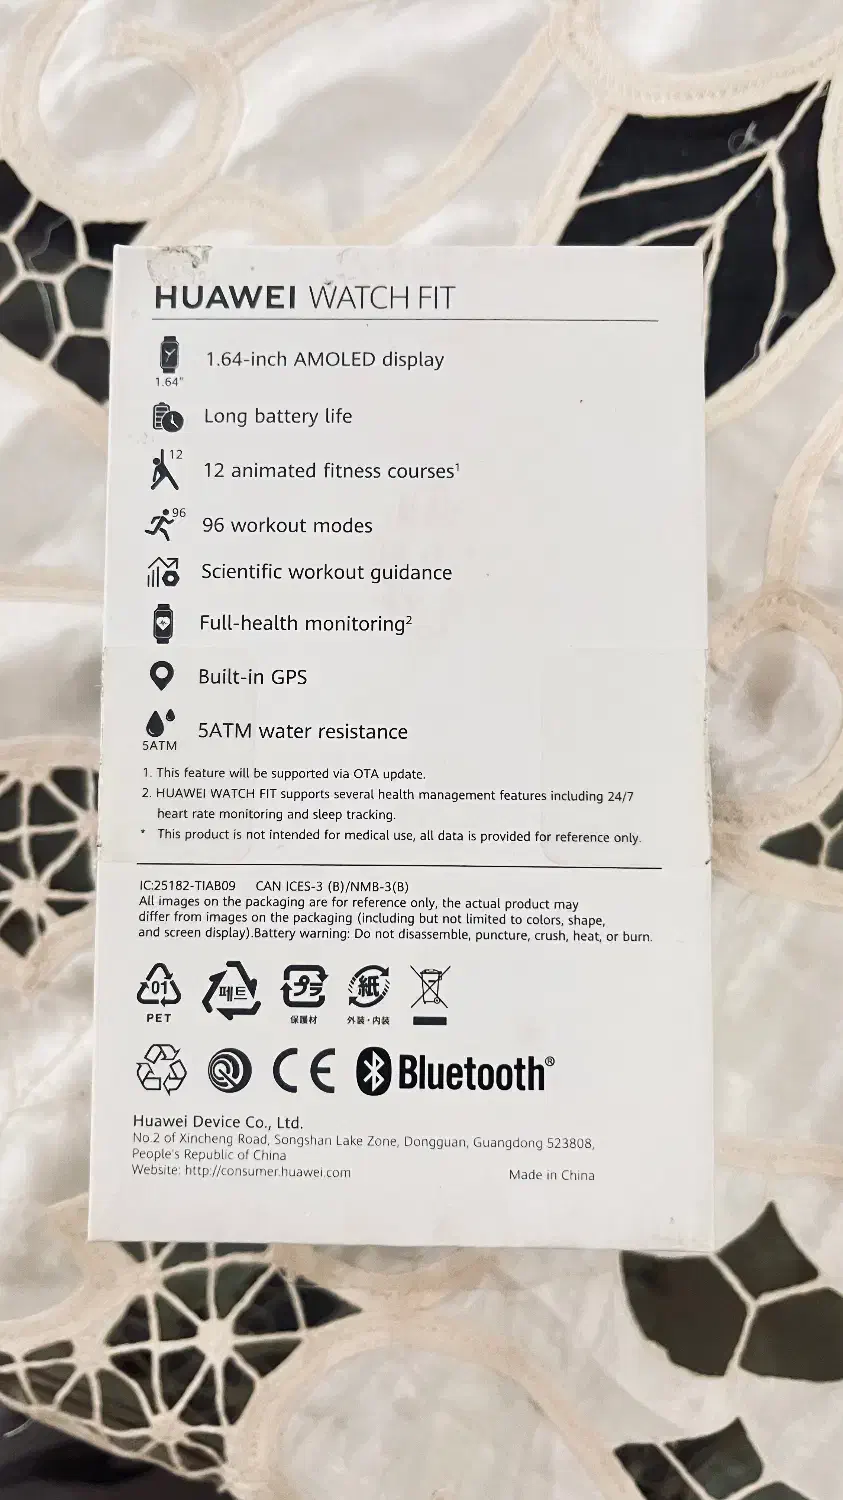 HUAWEI WATCH FIT
1.64-inch AMOLED display
1.64"
Long battery life
12
12 animated fitness courses¹
96
96 workout modes
Scientific workout guidance
Full-health monitoring²
Built-in GPS
5ATM water resistance
5ATM
1. This feature will be supported via OTA update.
2. HUAWEI WATCH FIT supports several health management features including 24/7
heart rate monitoring and sleep tracking.
* This product is not intended for medical use, all data is provided for reference only.
IC:25182-TIAB09 CAN ICES-3 (B)/NMB-3(B)
All images on the packaging are for reference only, the actual product may
differ from images on the packaging (including but not limited to colors, shape,
and screen display).Battery warning: Do not disassemble, puncture, crush, heat, or burn.
01 페트 プラ 紙
PET 保護材 外装・内装
CE Bluetooth®
Huawei Device Co., Ltd.
No.2 of Xincheng Road, Songshan Lake Zone, Dongguan, Guangdong 523808,
People's Republic of China
Website: http://consumer.huawei.com Made in China